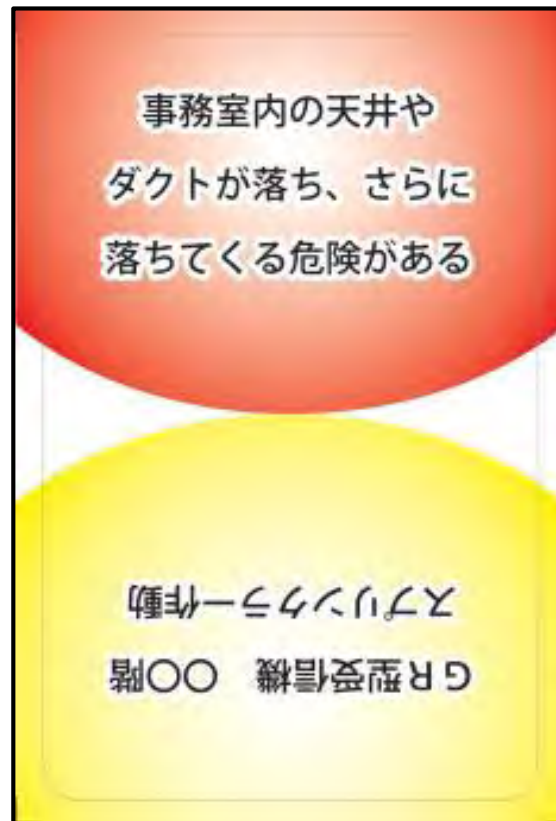 事務室内の天井や
ダクトが落ち、さらに
落ちてくる危険がある
ＧＲ型受信機　〇〇階
スプリンクラー作動